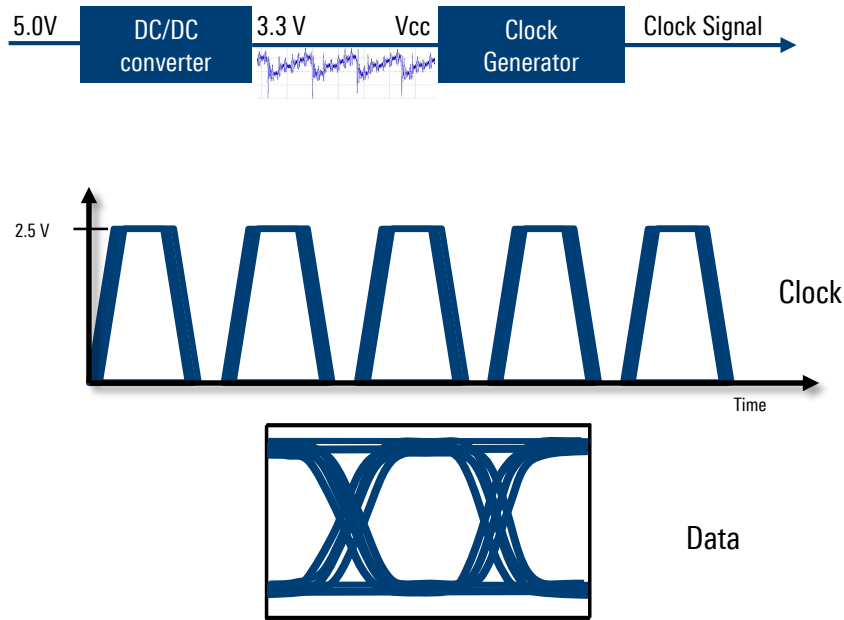 5.0V
DC/DC
converter
3.3 V
Vcc
Clock
Generator
Clock Signal
2.5 V
Clock
Time
Data